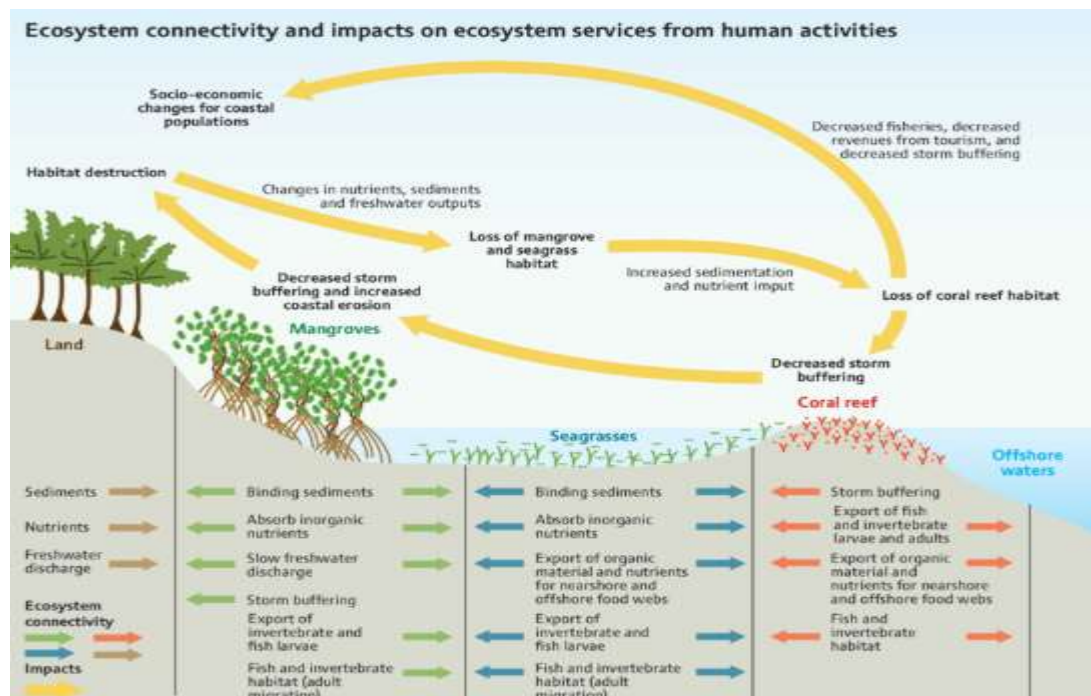 Ecosystem connectivity and impacts on ecosystem services from human activities
Socio-economic
changes for coastal
populations
Decreased fisheries, decreased
revenues from tourism, and
decreased storm buffering
Habitat destruction
Changes in nutrients, sediments
and freshwater outputs
Loss of mangrove
and seagrass
habitat
Increased sedimentation
and nutrient imput
Loss of coral reef habitat
Decreased storm
buffering and increased
coastal erosion
Mangroves
Land
Decreased storm
buffering
Coral reef
Seagrasses
Offshore
waters
Sediments
Nutrients
Freshwater
discharge
Ecosystem
connectivity
Impacts
Binding sediments
Absorb inorganic
nutrients
Slow freshwater
discharge
Storm buffering
Export of
invertebrate and
fish larvae
Fish and invertebrate
habitat (adult
migration)
Binding sediments
Absorb inorganic
nutrients
Export of organic
material and nutrients
for nearshore and
offshore food webs
Export of
invertebrate and
fish larvae
Fish and invertebrate
habitat (adult
migration)
Storm buffering
Export of fish
and invertebrate
larvae and adults
Export of organic
material and
nutrients for nearshore
and offshore food webs
Fish and
invertebrate
habitat